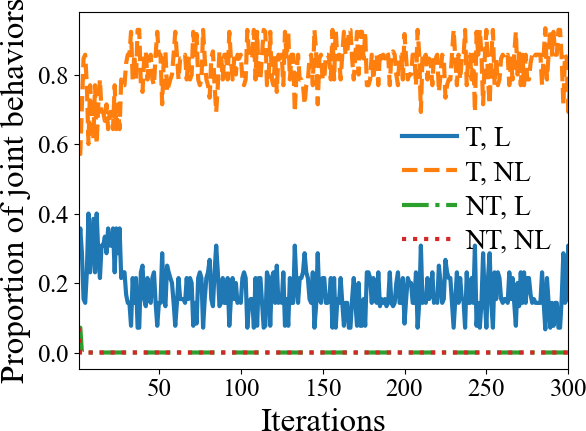 Proportion of joint behaviors
0.8
0.6
0.4
0.2
0.0
T, L
T, NL
NT, L
NT, NL
50 100 150 200 250 300
Iterations